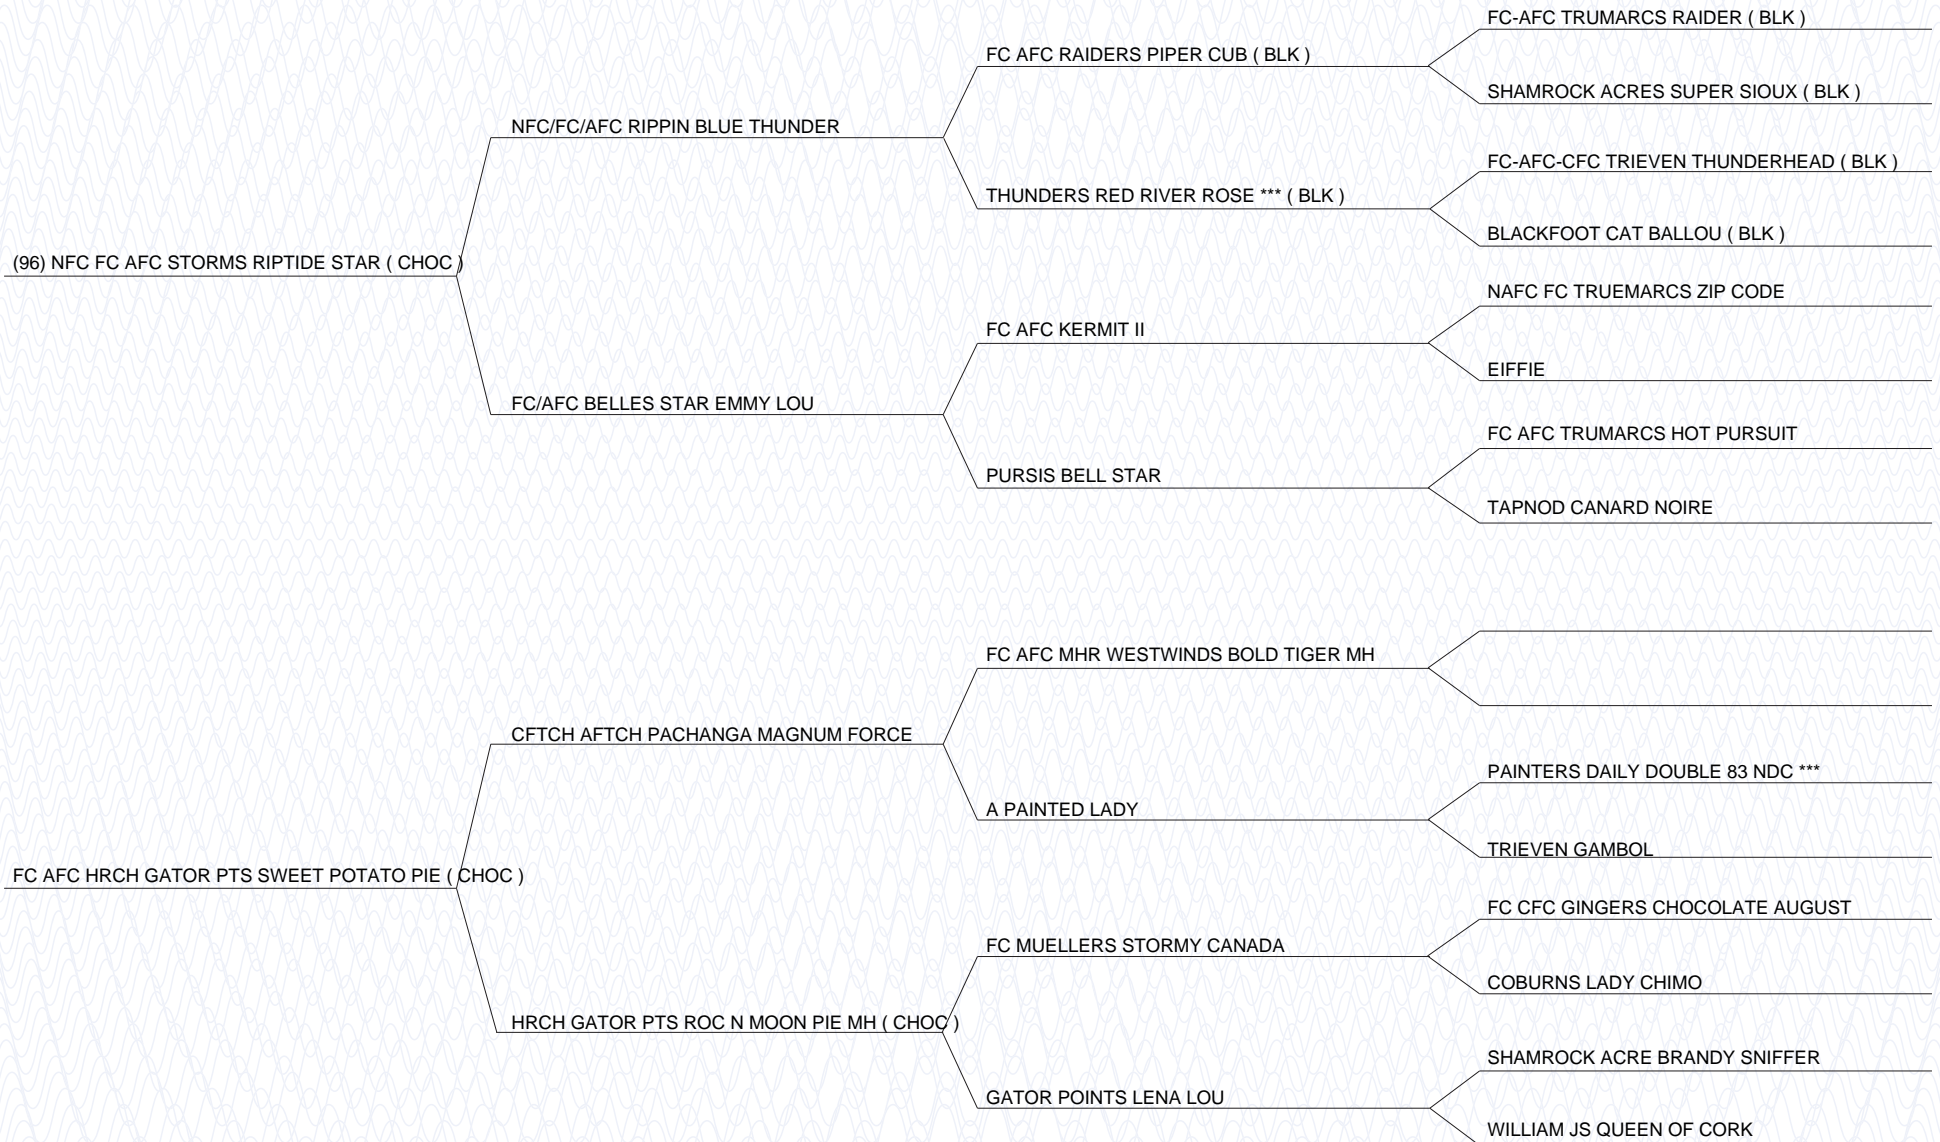 FC-AFC TRUMARCS RAIDER ( BLK )
FC AFC RAIDERS PIPER CUB ( BLK )
SHAMROCK ACRES SUPER SIOUX ( BLK )
NFC/FC/AFC RIPPIN BLUE THUNDER
FC-AFC-CFC TRIEVEN THUNDERHEAD ( BLK )
THUNDERS RED RIVER ROSE *** ( BLK )
BLACKFOOT CAT BALLOU ( BLK )
(96) NFC FC AFC STORMS RIPTIDE STAR ( CHOC )
NAFC FC TRUEMARCS ZIP CODE
FC AFC KERMIT II
EIFFIE
FC/AFC BELLES STAR EMMY LOU
FC AFC TRUMARCS HOT PURSUIT
PURSIS BELL STAR
TAPNOD CANARD NOIRE
FC AFC MHR WESTWINDS BOLD TIGER MH
CFTCH AFTCH PACHANGA MAGNUM FORCE
PAINTERS DAILY DOUBLE 83 NDC ***
A PAINTED LADY
TRIEVEN GAMBOL
FC AFC HRCH GATOR PTS SWEET POTATO PIE ( CHOC )
FC CFC GINGERS CHOCOLATE AUGUST
FC MUELLERS STORMY CANADA
COBURNS LADY CHIMO
HRCH GATOR PTS ROC N MOON PIE MH ( CHOC )
SHAMROCK ACRE BRANDY SNIFFER
GATOR POINTS LENA LOU
WILLIAM JS QUEEN OF CORK